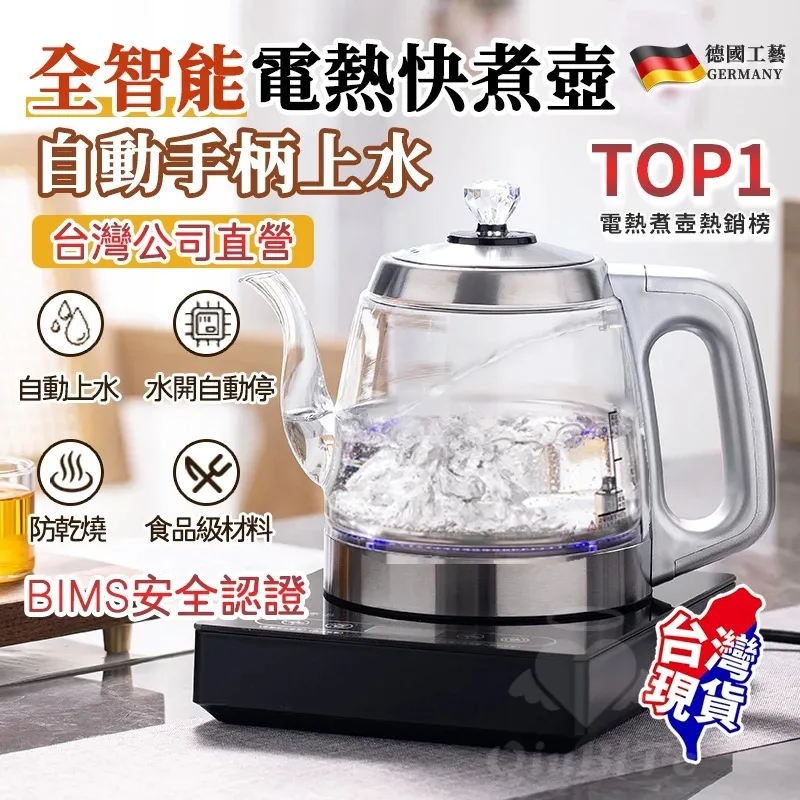 全智能電熱快煮壺
德國工藝
GERMANY
自動手柄上水
TOP1
電熱煮壺熱銷榜
台灣公司直營
自動上水
水開自動停
防乾燒
食品級材料
BIMS安全認證
台灣
現貨